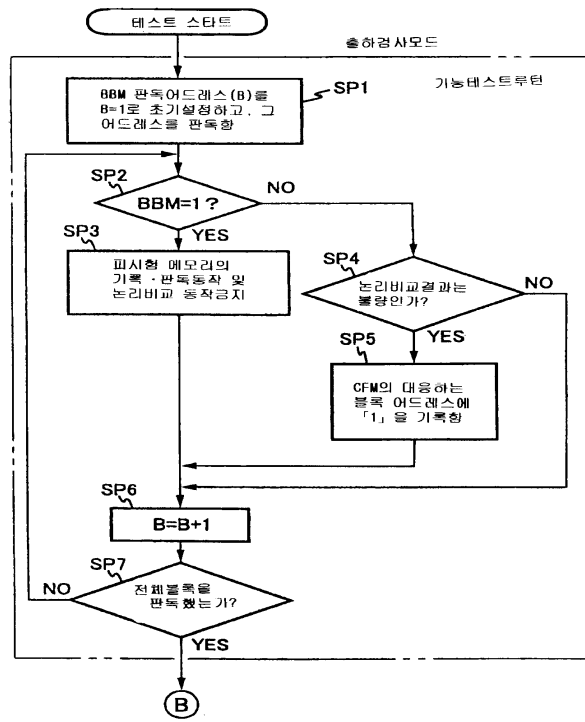 테스트 스타트
출하검사모드
기능테스트루턴
SP1
BBM 판독어드레스(B)를
B=1로 초기설정하고, 그
어드레스를 판독함
SP2
BBM=1?
NO
YES
SP3
피시험 메모리의
기록·판독동작 및
논리비교 동작금지
SP4
논리비교결과는
불량인가?
NO
YES
SP5
CFM의 대응하는
블록 어드레스에
「1」을 기록함
SP6
B=B+1
SP7
전체블록을
판독했는가?
NO
YES
B